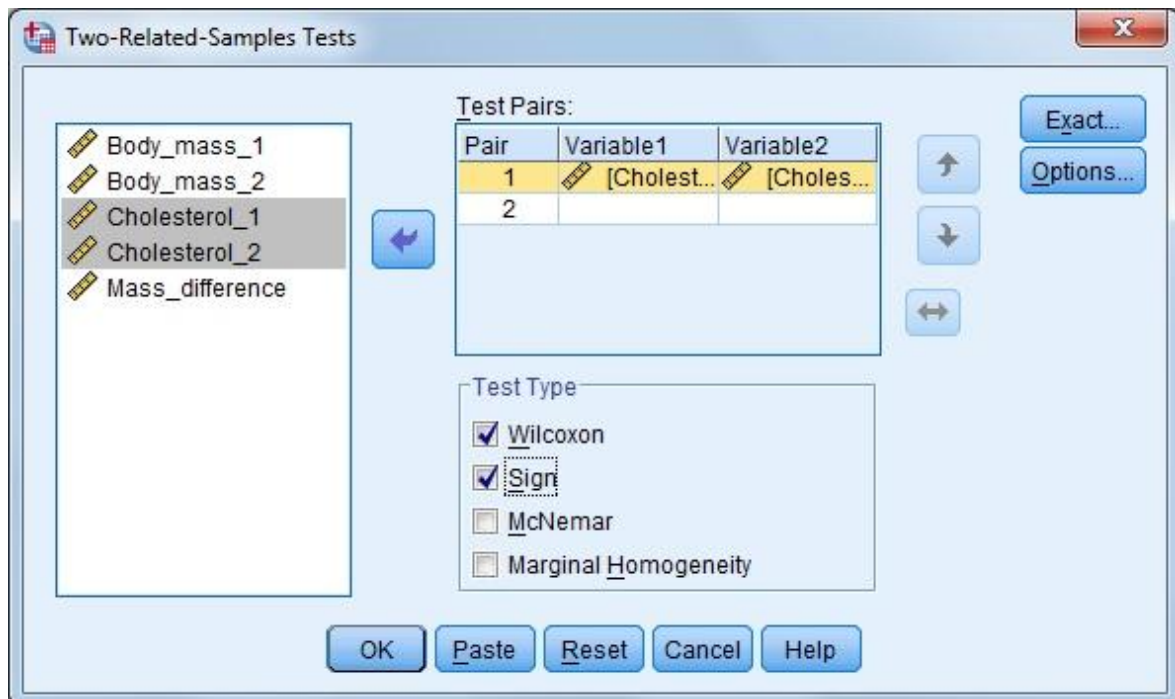 Two-Related-Samples Tests
Body_mass_1
Body_mass_2
Cholesterol_1
Cholesterol_2
Mass_difference
Test Pairs:
Pair Variable1 Variable2
1 [Cholest... [Choles...
2
Exact...
Options...
Test Type
Wilcoxon
Sign
McNemar
Marginal Homogeneity
OK Paste Reset Cancel Help